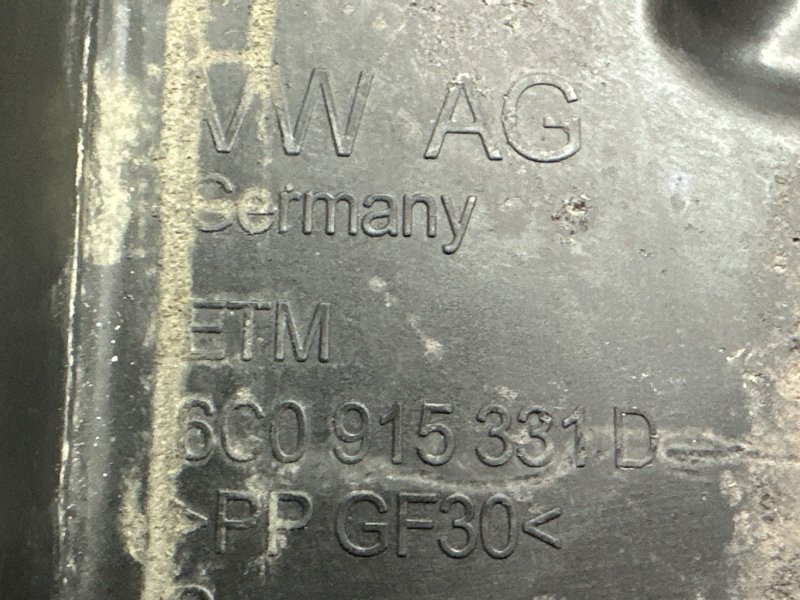 VW AG
Germany
ETM
6C0 915 331 D
>PP GF30<